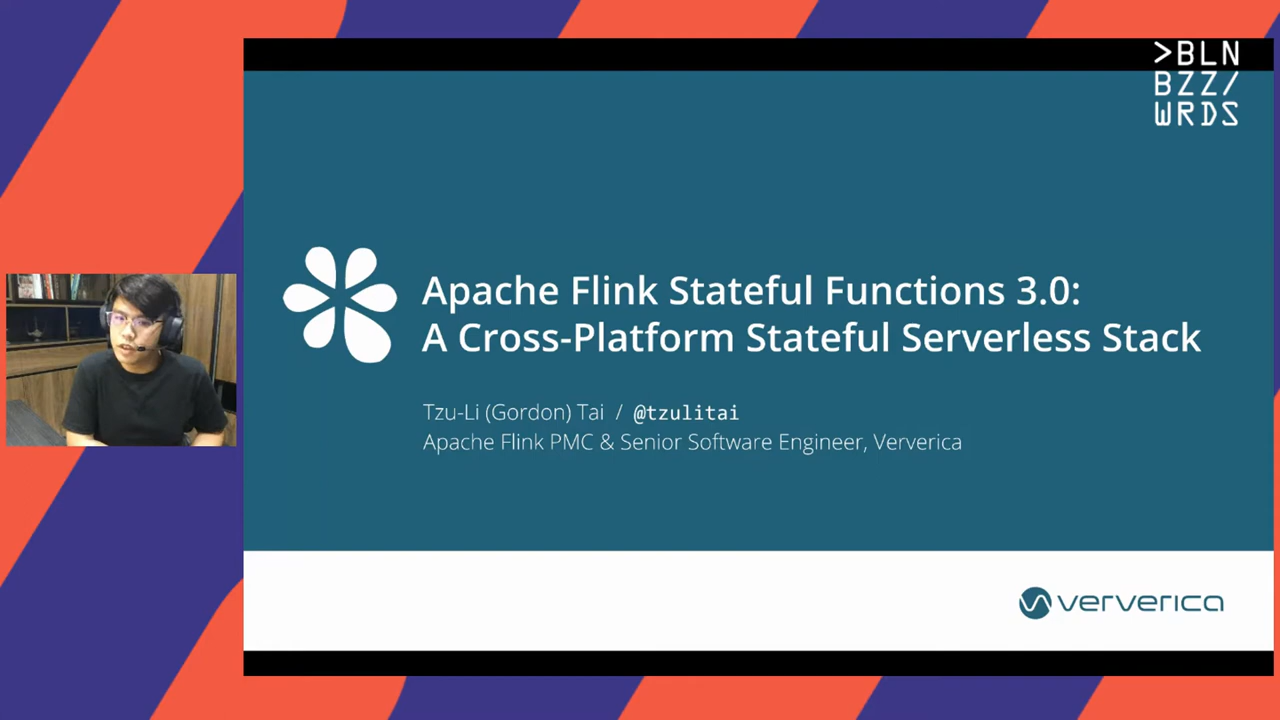 >BLN
BZZ/
WRDS
Apache Flink Stateful Functions 3.0:
A Cross-Platform Stateful Serverless Stack
Tzu-Li (Gordon) Tai / @tzulitai
Apache Flink PMC & Senior Software Engineer, Ververica
ververica